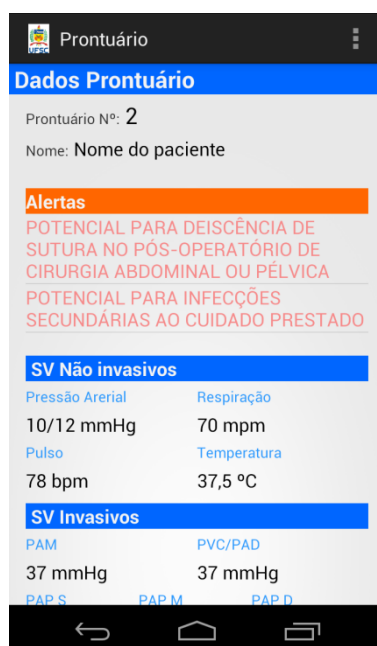 UFSC
Prontuário
Dados Prontuário
Prontuário Nº: 2
Nome: Nome do paciente
Alertas
POTENCIAL PARA DEISCÊNCIA DE
SUTURA NO PÓS-OPERATÓRIO DE
CIRURGIA ABDOMINAL OU PÉLVICA
POTENCIAL PARA INFECÇÕES
SECUNDÁRIAS AO CUIDADO PRESTADO
SV Não invasivos
Pressão Arerial Respiração
10/12 mmHg 70 mpm
Pulso Temperatura
78 bpm 37,5 ºC
SV Invasivos
PAM PVC/PAD
37 mmHg 37 mmHg
PAP S PAP M PAP D